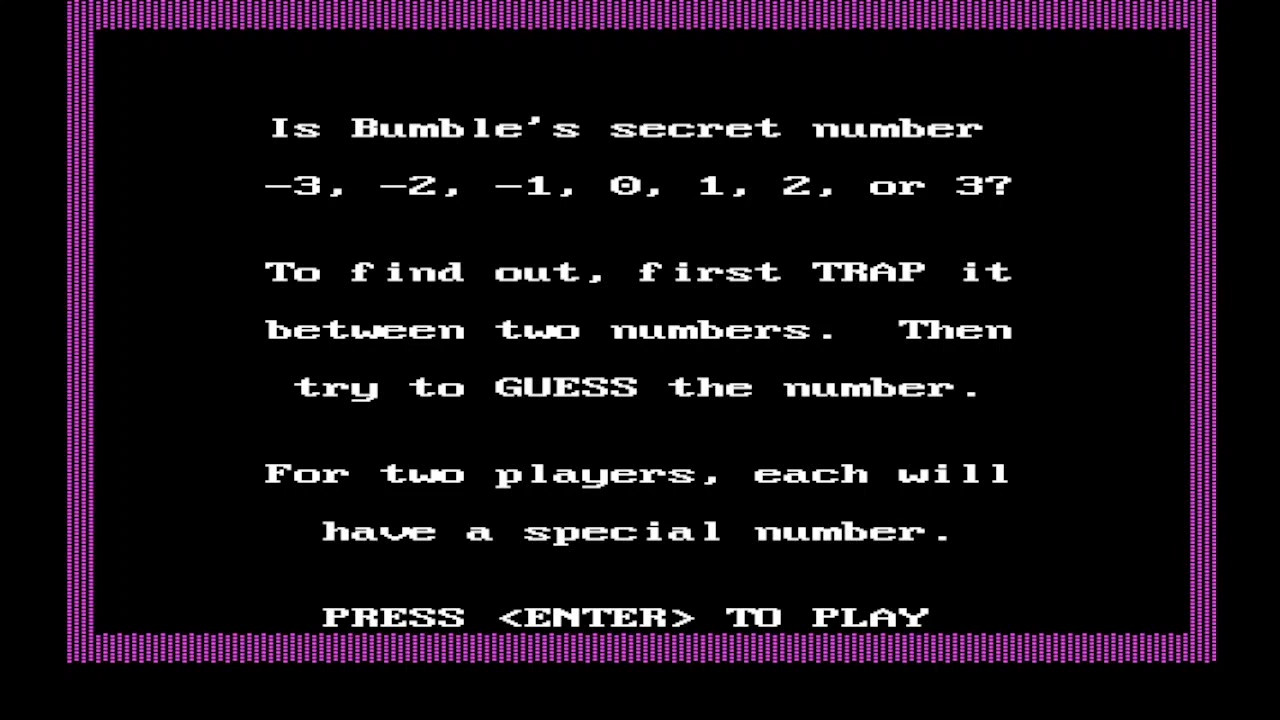 Is Bumble's secret number
-3, -2, -1, 0, 1, 2, or 3?
To find out, first TRAP it
between two numbers.  Then
try to GUESS the number.
For two players, each will
have a special number.
PRESS <ENTER> TO PLAY